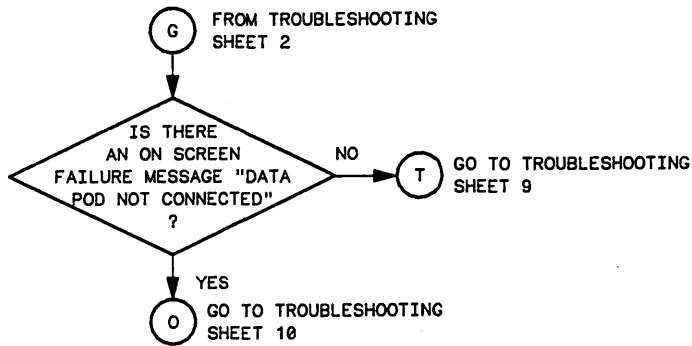 G
FROM TROUBLESHOOTING
SHEET 2
IS THERE
AN ON SCREEN
FAILURE MESSAGE "DATA
POD NOT CONNECTED"
?
NO
T
GO TO TROUBLESHOOTING
SHEET 9
YES
O
GO TO TROUBLESHOOTING
SHEET 10